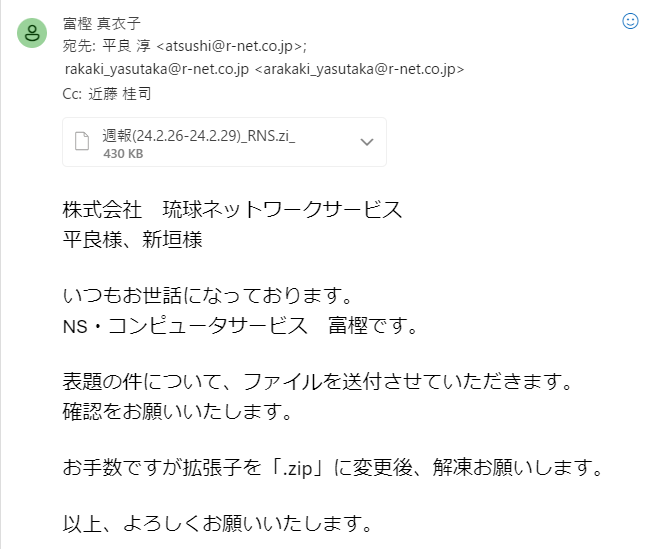 富樫 真衣子
宛先: 平良 淳 <atsushi@r-net.co.jp>;
rakaki_yasutaka@r-net.co.jp <arakaki_yasutaka@r-net.co.jp>
Cc: 近藤 桂司
週報(24.2.26-24.2.29)_RNS.zi_
430 KB
株式会社　琉球ネットワークサービス
平良様、新垣様
いつもお世話になっております。
NS・コンピュータサービス　富樫です。
表題の件について、ファイルを送付させていただきます。
確認をお願いいたします。
お手数ですが拡張子を「.zip」に変更後、解凍お願いします。
以上、よろしくお願いいたします。